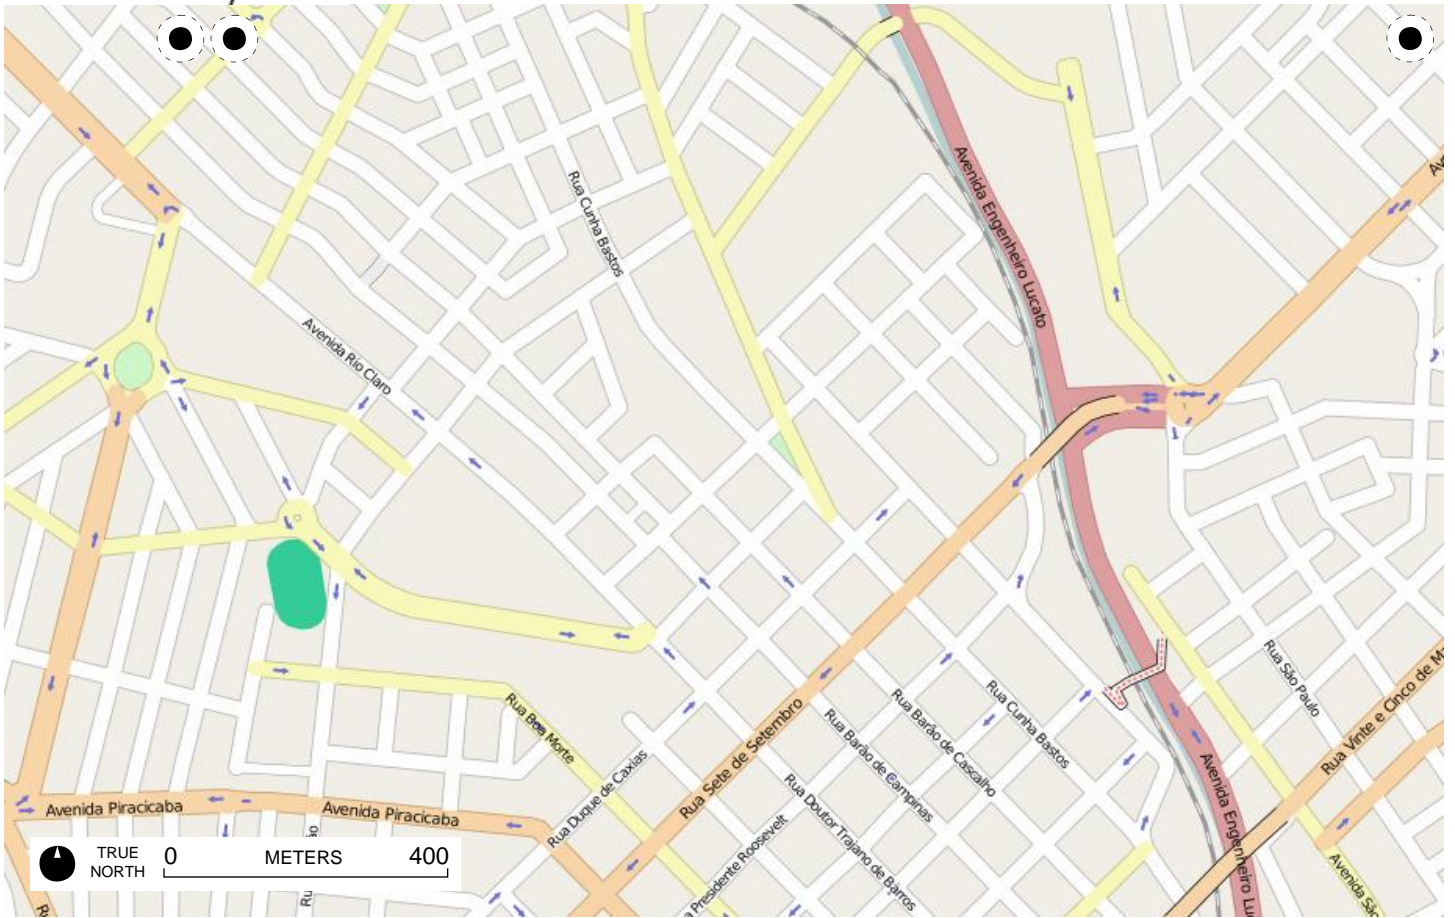 Rua Cunha Bastos
Avenida Engenheiro Lucato
Avenida Rio Claro
Rua São Paulo
Rua Boa Morte
Rua Sete de Setembro
Rua Barão de Cascalho
Rua Cunha Bastos
Rua Barão de Campinas
Rua Vinte e Cinco de M
Rua Duque de Caxias
Rua Doutor Trajano de Barros
Avenida Engenheiro Lu
Avenida Piracicaba
Avenida Piracicaba
a Presidente Roosevelt
Avenida Sã
TRUE
NORTH
0 METERS 400